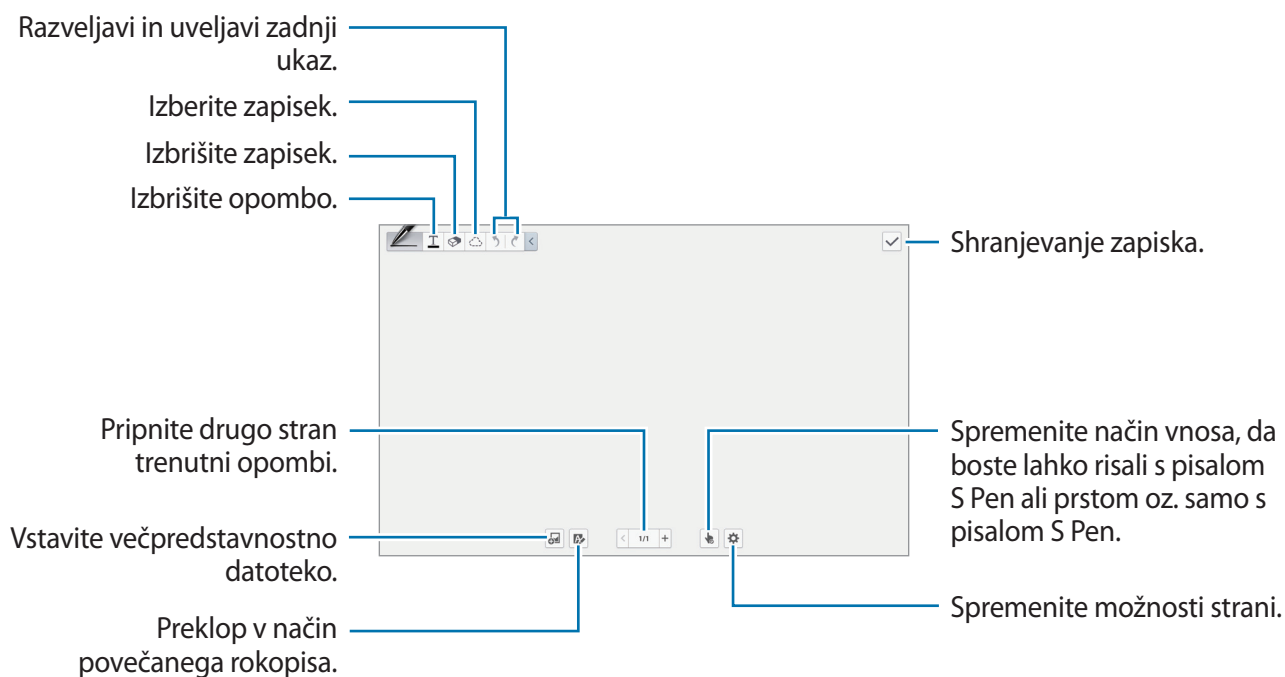 Razveljavi in uveljavi zadnji
ukaz.
Izberite zapisek.
Izbrišite zapisek.
Izbrišite opombo.
T
Shranjevanje zapiska.
Pripnite drugo stran
trenutni opombi.
Spremenite način vnosa, da
boste lahko risali s pisalom
S Pen ali prstom oz. samo s
pisalom S Pen.
Vstavite večpredstavnostno
datoteko.
1/1
Spremenite možnosti strani.
Preklop v način
povečanega rokopisa.